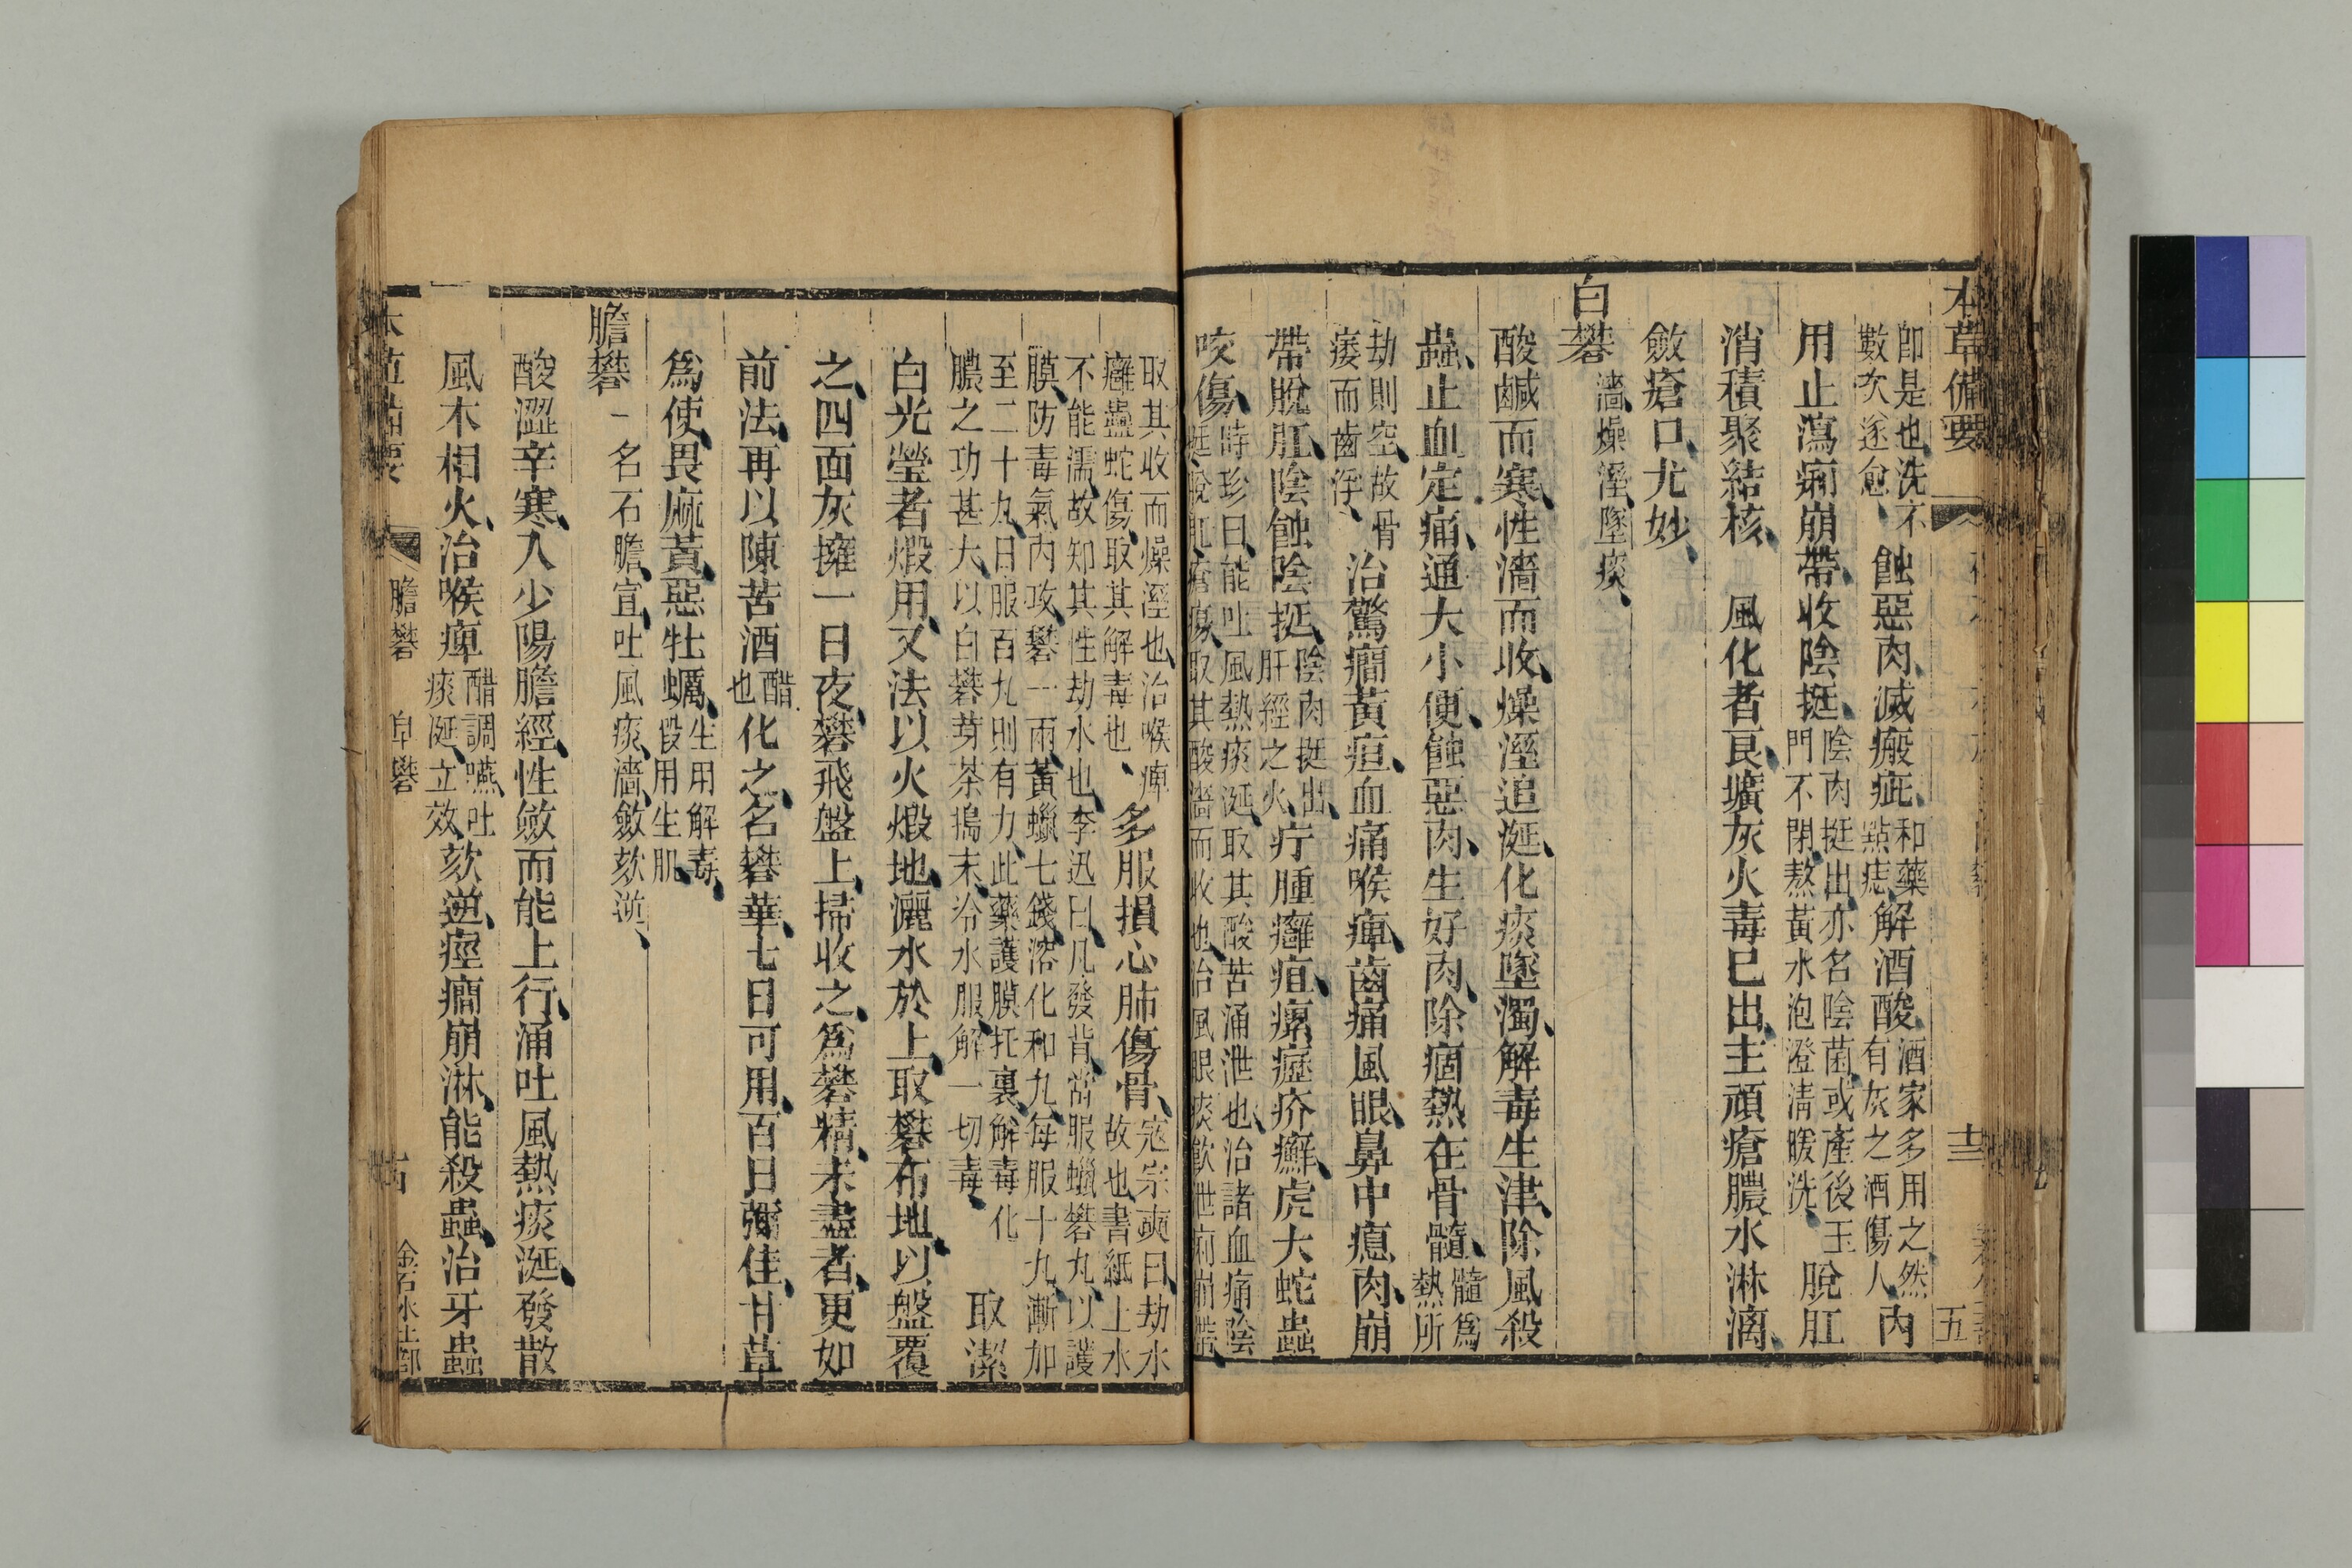 本草備要
卽是也洗不
數次遂愈、
蝕惡肉、滅瘢疵、
和藥
點痣、
解酒酸、
酒家多用之、然
有灰之酒傷人、
內
用止瀉痢崩帶、收陰挺、
陰肉挺出、亦名陰菌、或產後玉
門不閉、熬黃水泡、澄清暖洗、
脫肛
消積聚結核、風化者良、壙灰火毒已出、主頑瘡膿水淋漓、
斂瘡口、尤妙、
白礬
濇、燥溼、墜痰、
酸鹹而寒、性濇而收、燥溼追涎、化痰墜濁、解毒生津、除風殺
蟲、止血定痛、通大小便、蝕惡肉、生好肉、除痼熱在骨髓、
髓爲
熱所
劫則空、故骨
痿而齒浮、
治驚癎黃疸、血痛喉痺、齒痛風眼、鼻中瘜肉、崩
帶脫肛、陰蝕陰挺、
陰肉挺出、
肝經之火、
疔腫癰疽、瘰癧疥癬、虎犬蛇蟲
咬傷、
時珍曰、能吐風熱痰涎、取其酸苦涌泄也、治諸血痛、陰
挺脫肛瘡瘍、取其酸濇而收也、治風眼痰飲泄痢崩帶、
十三
五
取其收而燥溼也、治喉痺
癰蠱蛇傷、取其解毒也、
多服損心肺傷骨、
寇宗奭曰、劫水
故也、書紙上水
不能濡、故知其性劫水也、李迅曰、凡發背、當服蠟礬丸、以護
膜、防毒氣內攻、礬一兩、黃蠟七錢、溶化和丸、每服十丸、漸加
至二十丸、日服百丸則有力、此藥護膜托裏、解毒化
膿之功甚大、以白礬芽茶搗末、冷水服、解一切毒、
取潔
白光瑩者煅用、又法以火煅地、灑水於上、取礬布地、以盤覆
之、四面灰擁一日夜、礬飛盤上、掃收之、爲礬精、未盡者、更如
前法、再以陳苦酒
醋
也
化之、名礬華、七日可用、百日彌佳、甘草
爲使、畏麻黃、惡牡蠣、
生用解毒、
煅用生肌、
膽礬
一名石膽、宣、吐風痰、濇、斂欬逆、
酸澀辛寒、入少陽膽經、性斂而能上行、涌吐風熱痰涎、發散
風木相火、治喉痺
醋調嚥、吐
痰涎、立效、
欬逆、痙癎崩淋、能殺蟲、治牙蟲
膽礬　皁礬
金石水土部